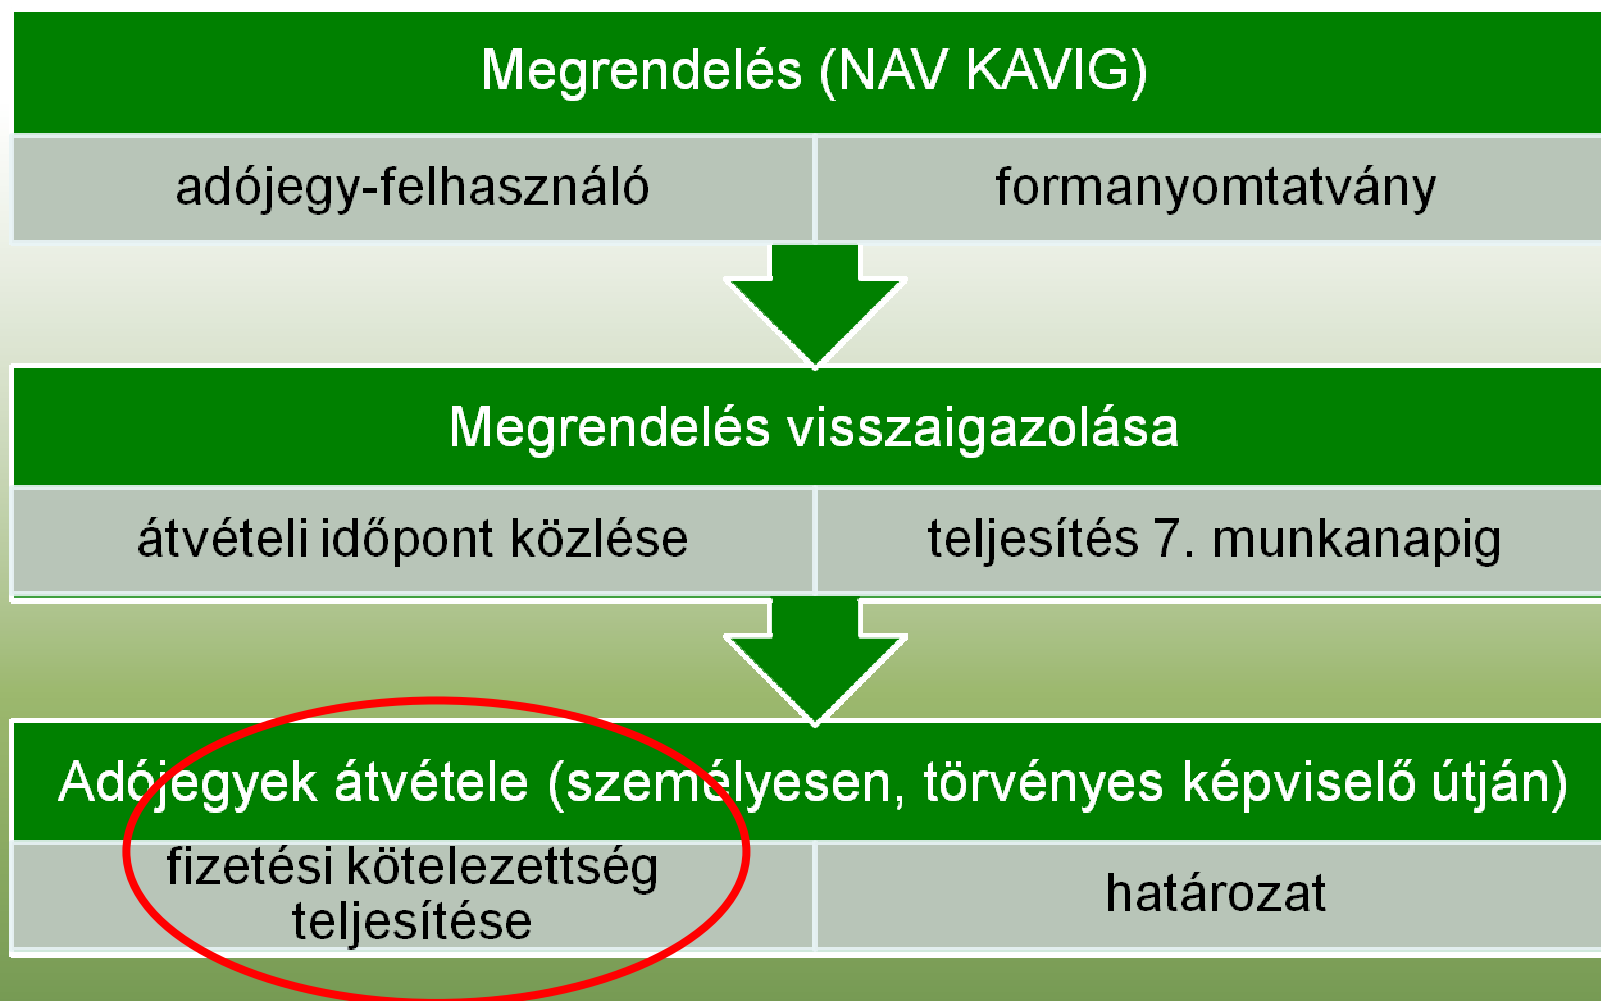 Megrendelés (NAV KAVIG)
adójegy-felhasználó
formanyomtatvány
Megrendelés visszaigazolása
átvételi időpont közlése
teljesítés 7. munkanapig
Adójegyek átvétele (személyesen, törvényes képviselő útján)
fizetési kötelezettség
teljesítése
határozat